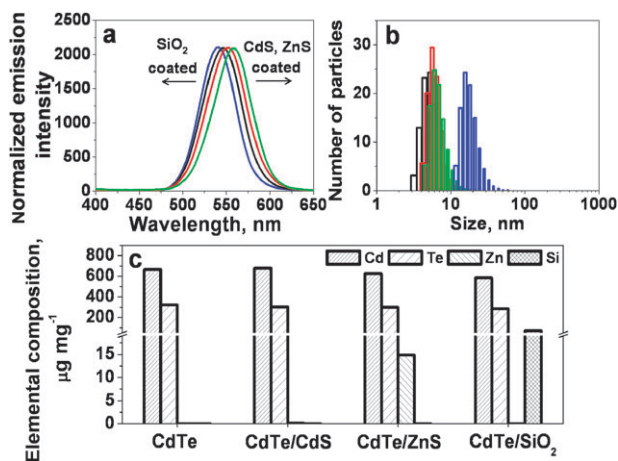 a
SiO2 coated
CdS, ZnS coated
Normalized emission intensity
2500
2000
1500
1000
500
0
400 450 500 550 600 650
Wavelength, nm
b
Number of particles
30
20
10
0
1 10 100 1000
Size, nm
c
Cd Te Zn Si
Elemental composition, µg mg-1
800
600
400
200
15
10
5
0
CdTe CdTe/CdS CdTe/ZnS CdTe/SiO2